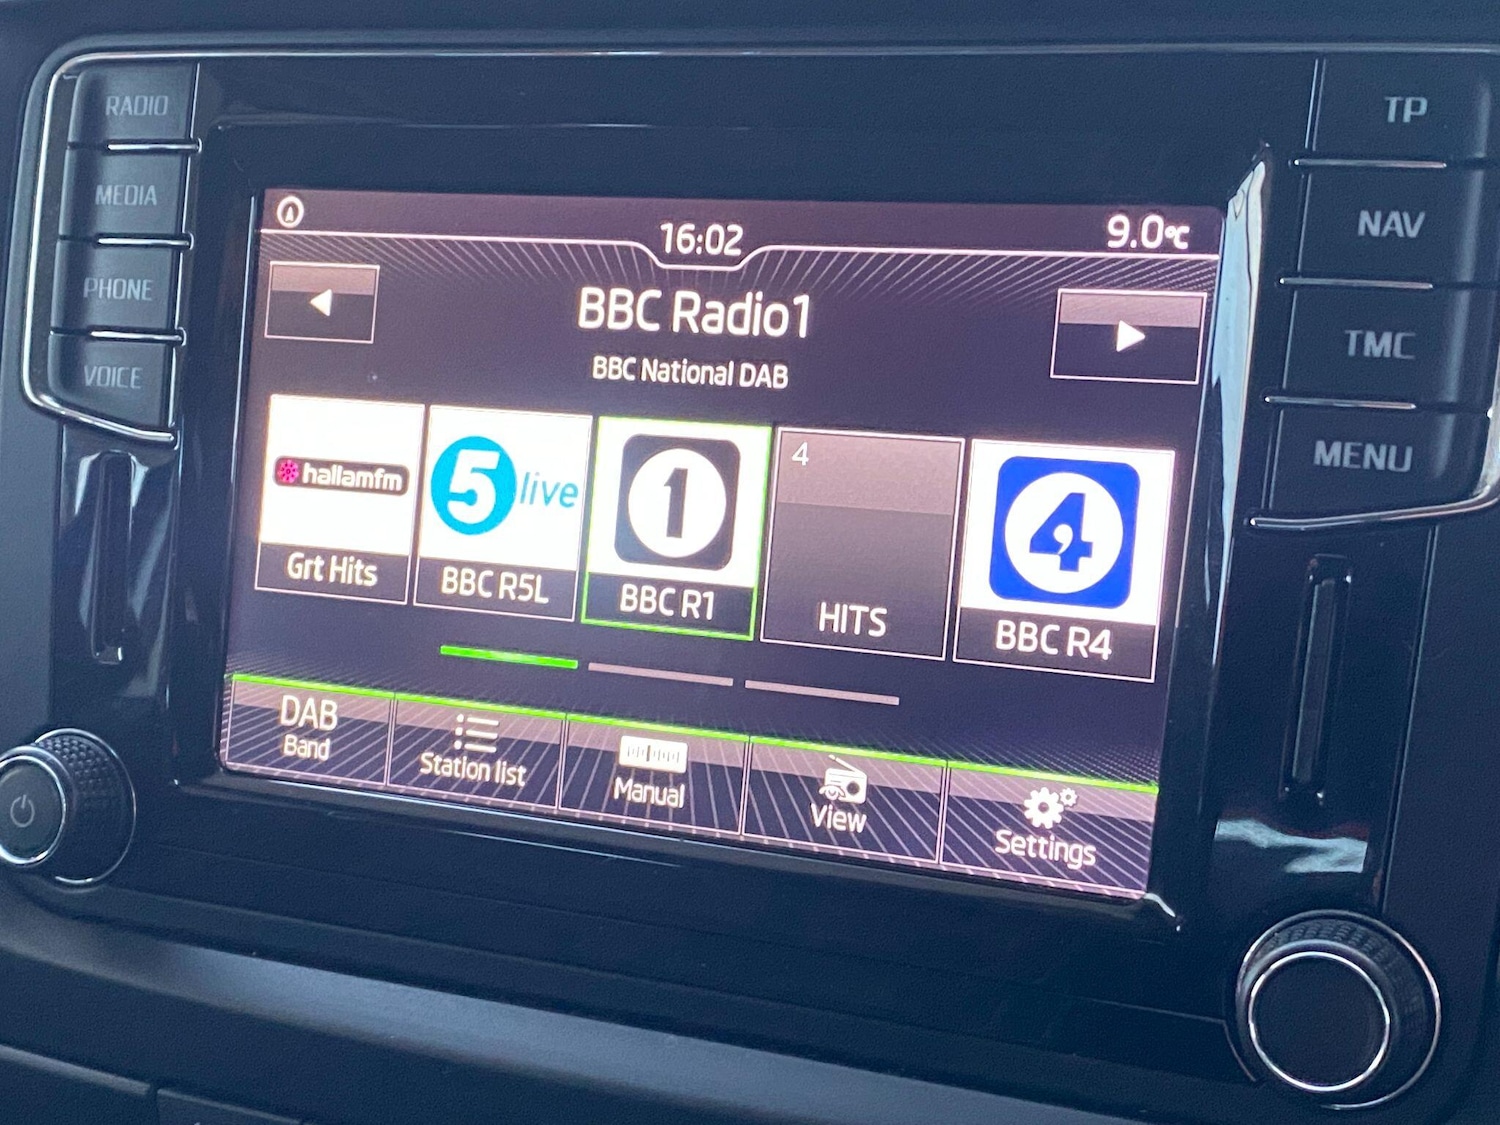 RADIO
MEDIA
PHONE
VOICE
16:02
9.0°C
BBC Radio1
BBC National DAB
hallamfm
Grt Hits
5 live
BBC R5L
1
BBC R1
4
HITS
4
BBC R4
DAB
Band
Station list
Manual
View
Settings
TP
NAV
TMC
MENU